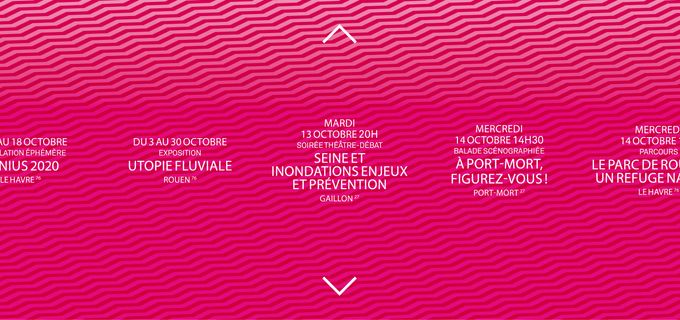 AU 18 OCTOBRE
LATION ÉPHÉMÈRE
NIUS 2020
LE HAVRE 76
DU 3 AU 30 OCTOBRE
EXPOSITION
UTOPIE FLUVIALE
ROUEN 76
MARDI
13 OCTOBRE 20H
SOIRÉE THÉÂTRE-DÉBAT
SEINE ET
INONDATIONS ENJEUX
ET PRÉVENTION
GAILLON 27
MERCREDI
14 OCTOBRE 14H30
BALADE SCÉNOGRAPHIÉE
À PORT-MORT,
FIGUREZ-VOUS !
PORT-MORT 27
MERCREDI
14 OCTOBRE 1
PARCOURS
LE PARC DE ROU
UN REFUGE NA
LE HAVRE 76